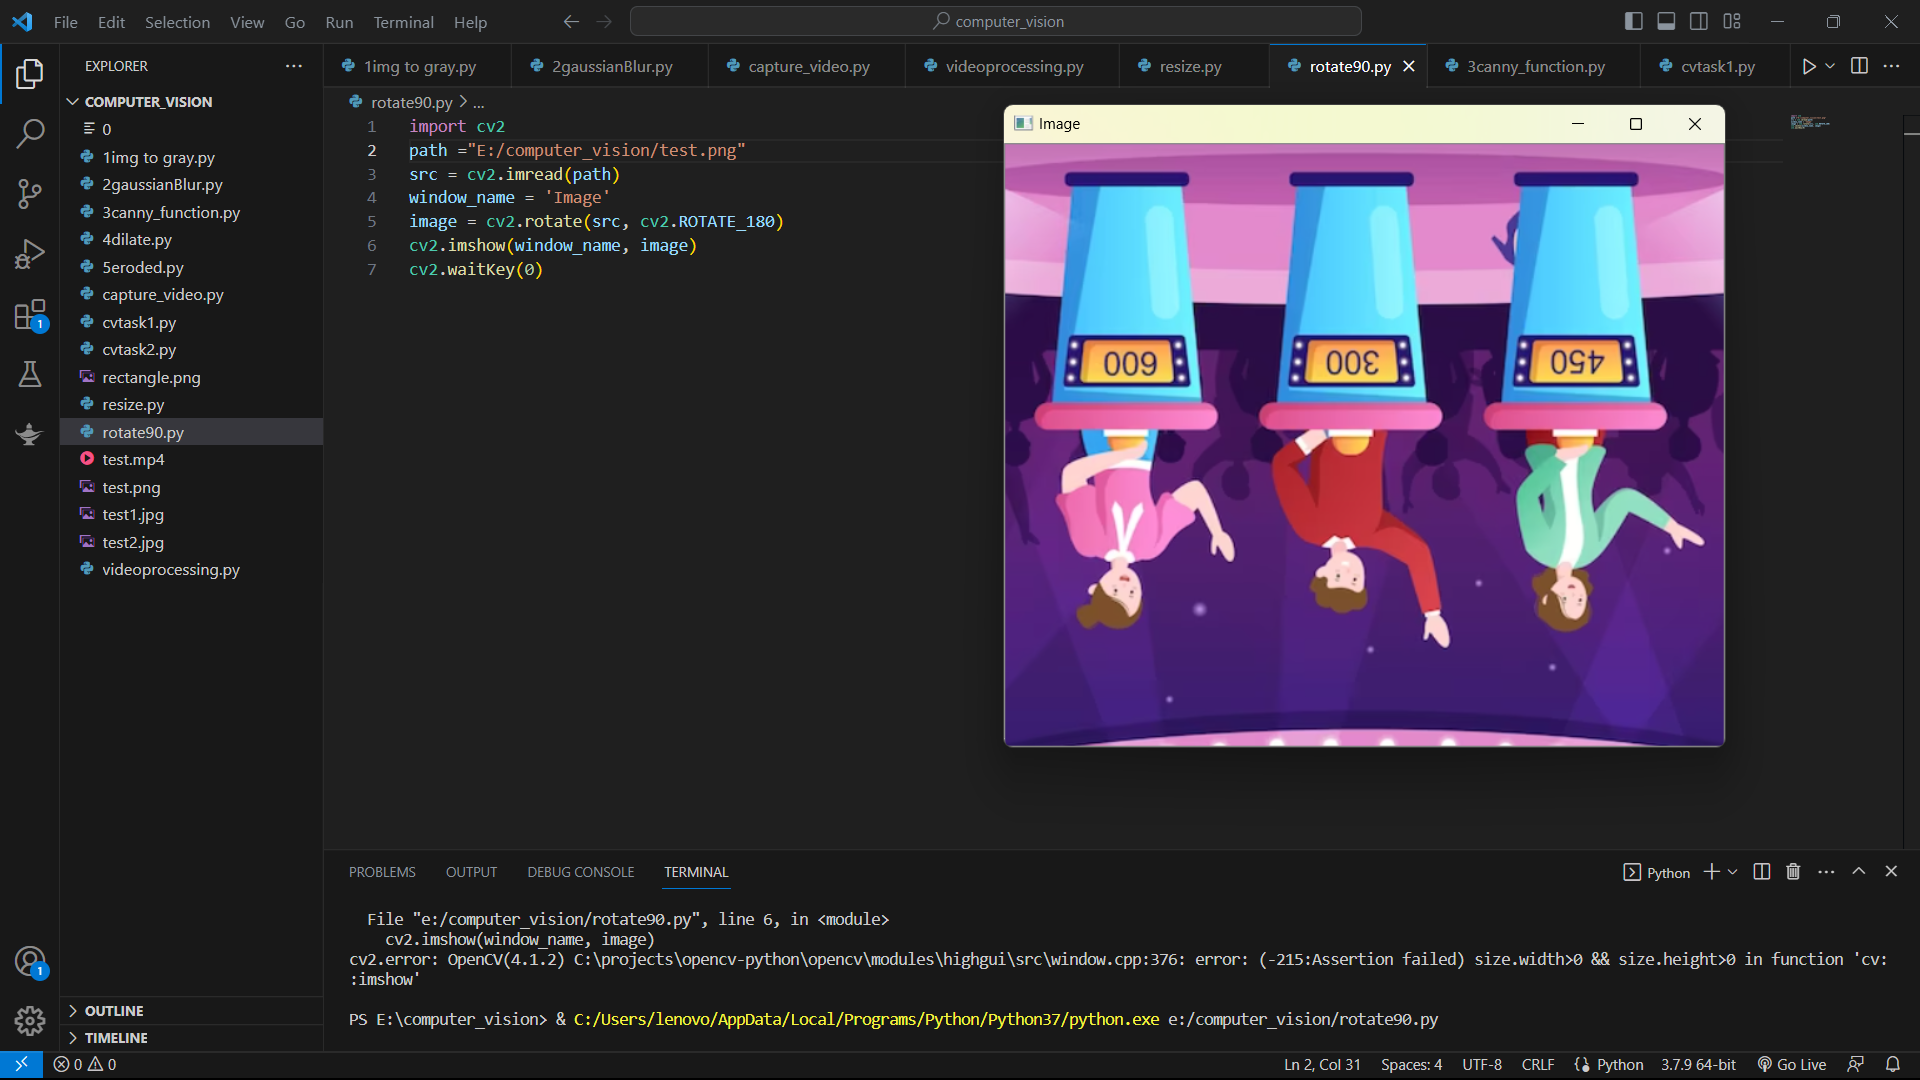 File Edit Selection View Go Run Terminal Help
computer_vision
EXPLORER
COMPUTER_VISION
0
1img to gray.py
2gaussianBlur.py
3canny_function.py
4dilate.py
5eroded.py
capture_video.py
cvtask1.py
cvtask2.py
rectangle.png
resize.py
rotate90.py
test.mp4
test.png
test1.jpg
test2.jpg
videoprocessing.py
OUTLINE
TIMELINE
1
1
1img to gray.py 2gaussianBlur.py capture_video.py videoprocessing.py resize.py rotate90.py 3canny_function.py cvtask1.py
rotate90.py > ...
1 import cv2
2 path ="E:/computer_vision/test.png"
3 src = cv2.imread(path)
4 window_name = 'Image'
5 image = cv2.rotate(src, cv2.ROTATE_180)
6 cv2.imshow(window_name, image)
7 cv2.waitKey(0)
Image
600 300 450
PROBLEMS OUTPUT DEBUG CONSOLE TERMINAL
Python
File "e:/computer_vision/rotate90.py", line 6, in <module>
cv2.imshow(window_name, image)
cv2.error: OpenCV(4.1.2) C:\projects\opencv-python\opencv\modules\highgui\src\window.cpp:376: error: (-215:Assertion failed) size.width>0 && size.height>0 in function 'cv:
:imshow'
PS E:\computer_vision> & C:/Users/lenovo/AppData/Local/Programs/Python/Python37/python.exe e:/computer_vision/rotate90.py
0 0 Ln 2, Col 31 Spaces: 4 UTF-8 CRLF Python 3.7.9 64-bit Go Live